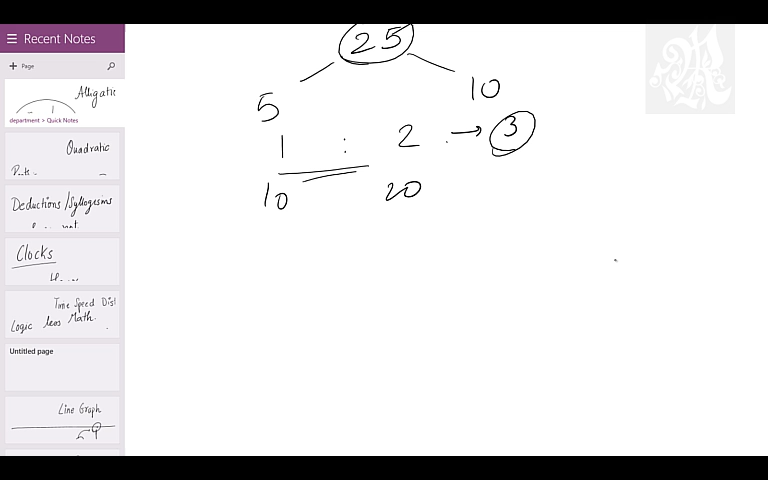 Recent Notes
+ Page
Alligatio
department > Quick Notes
Quadratic
Deductions/Syllogisms
Clocks
Time Speed Dist
Logic less Math.
Untitled page
Line Graph
25
5 10
1 : 2 → 3
10 20